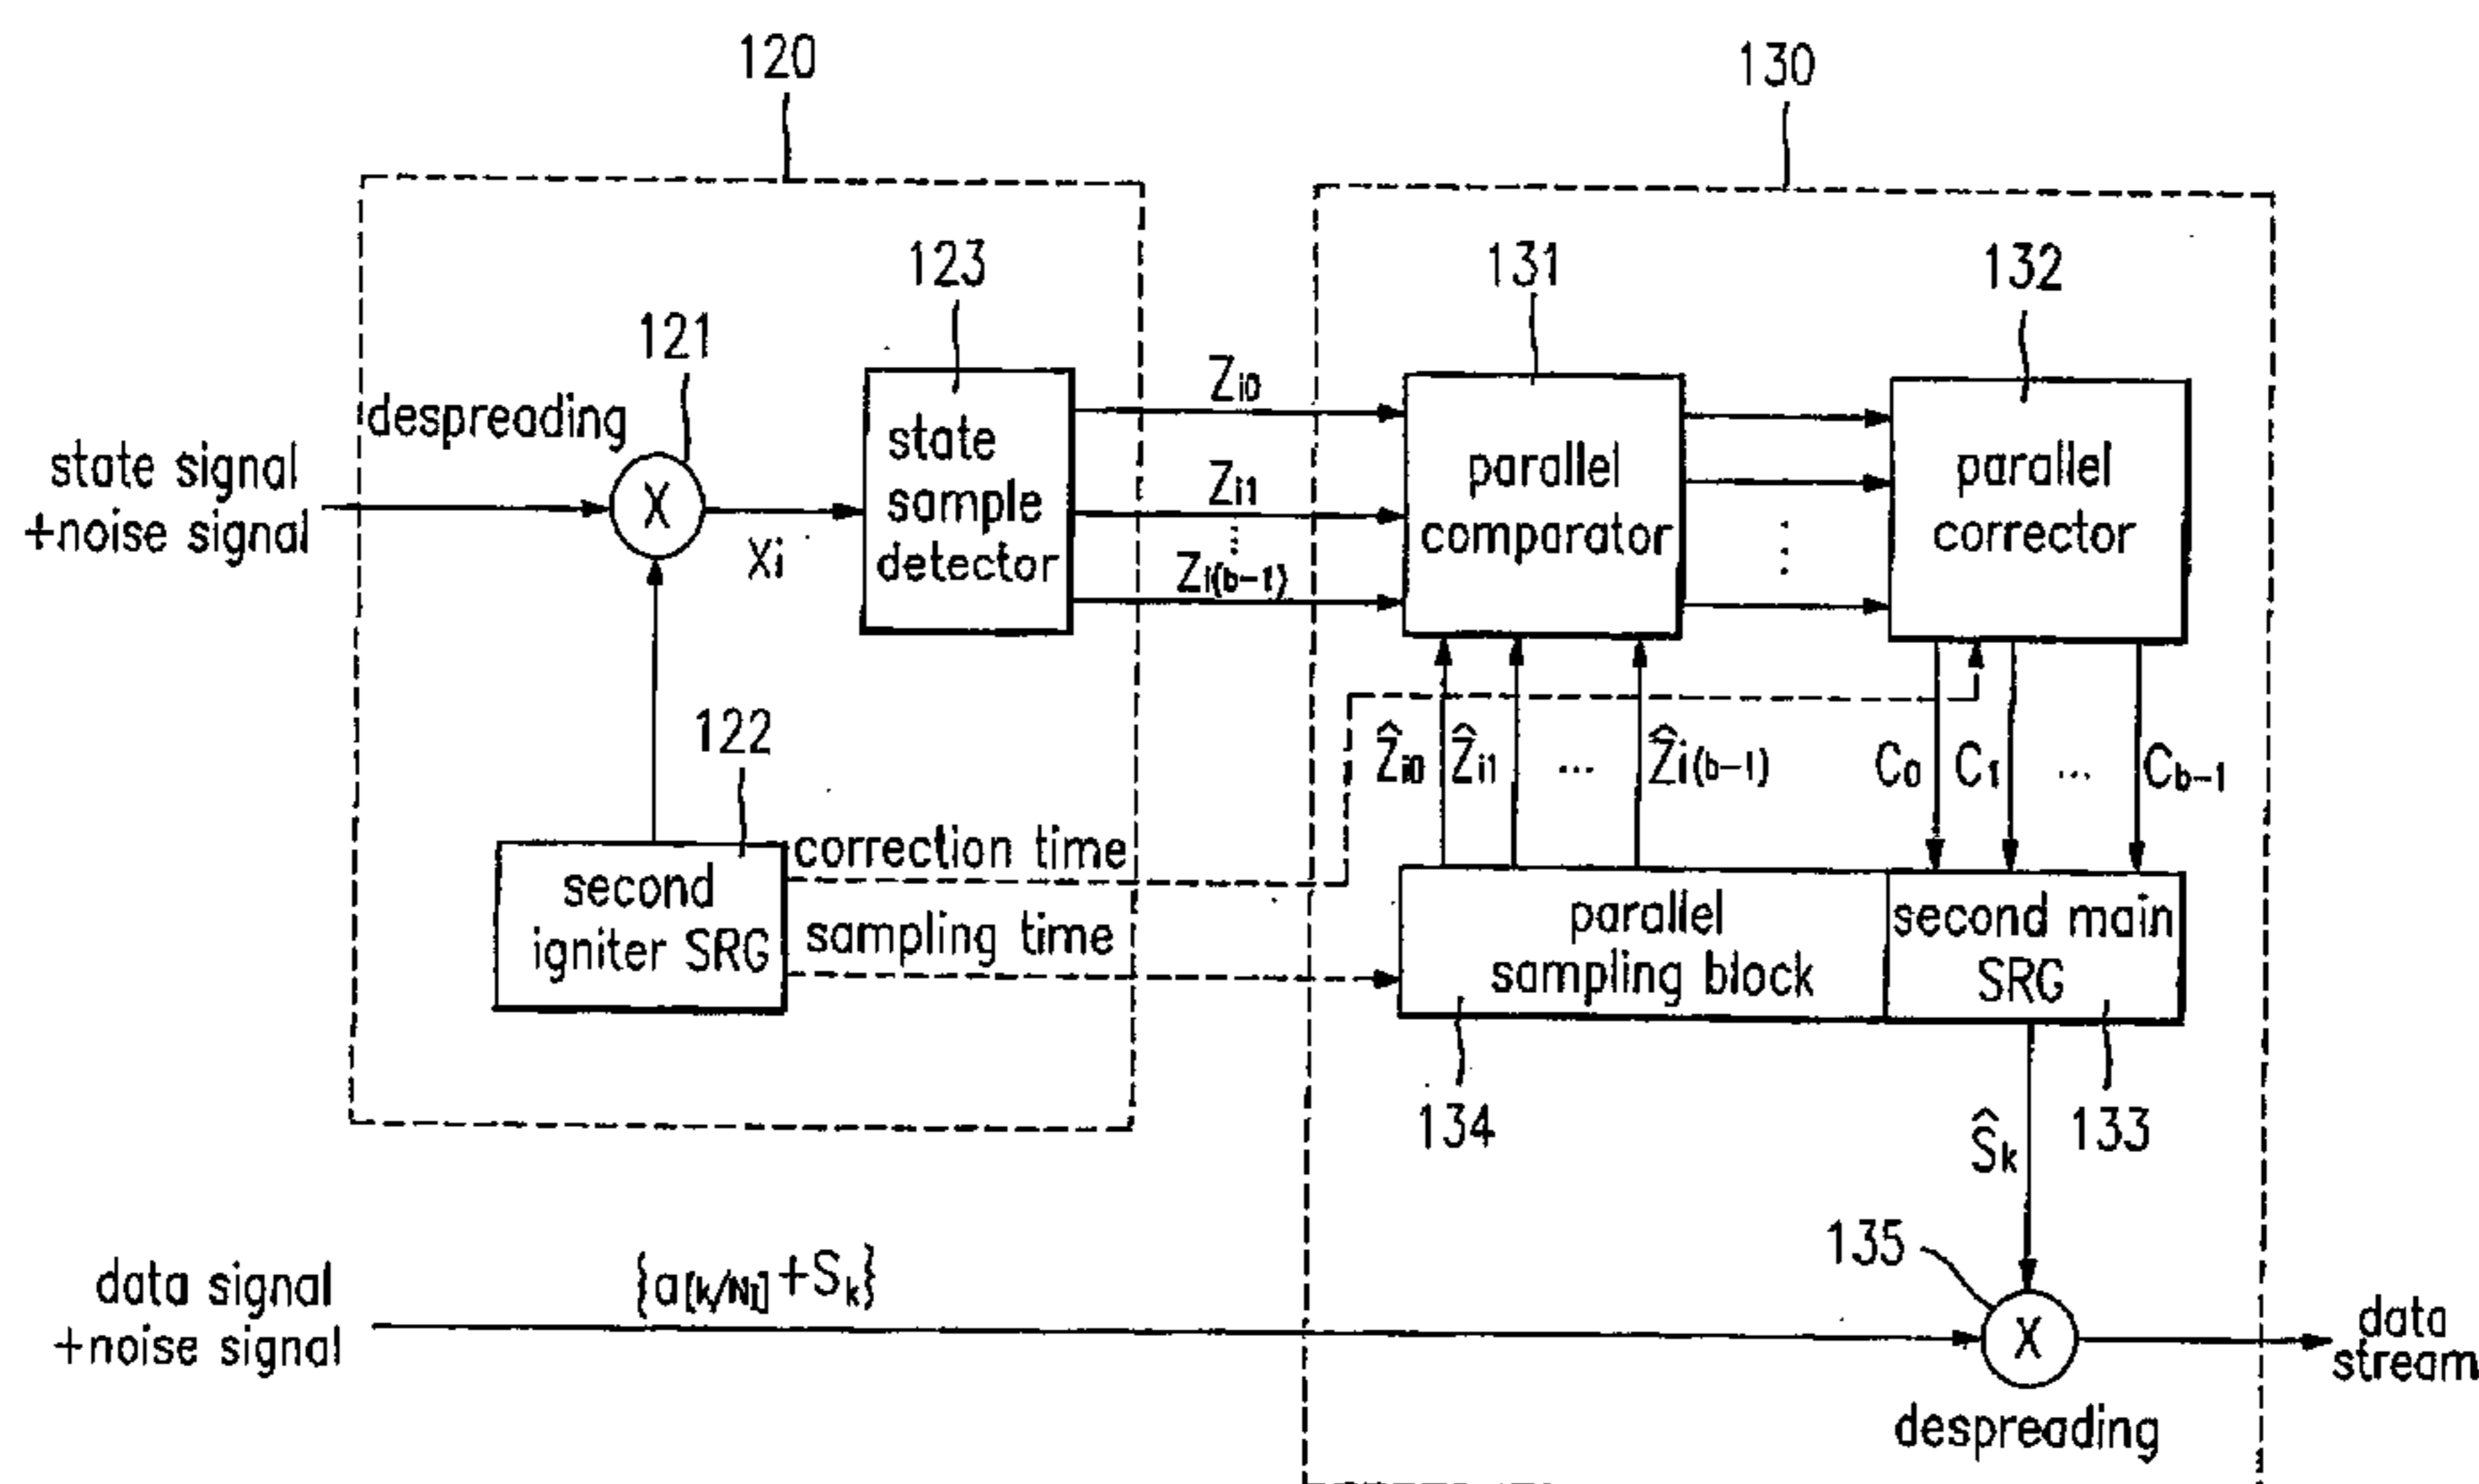 120
130
123
131
132
121
despreading
state signal
+noise signal
X
Xi
state
sample
detector
Zi0
Zi1
⋮
Zi(b-1)
parallel
comparator
⋮
parallel
corrector
122
second
igniter SRG
correction time
sampling time
Ẑi0 Ẑi1 ... Ẑi(b-1)
C0 C1 ... Cb-1
parallel
sampling block
second main
SRG
134
133
Ŝk
135
data signal
+noise signal
{a[k/NI]+Sk}
X
data
stream
despreading